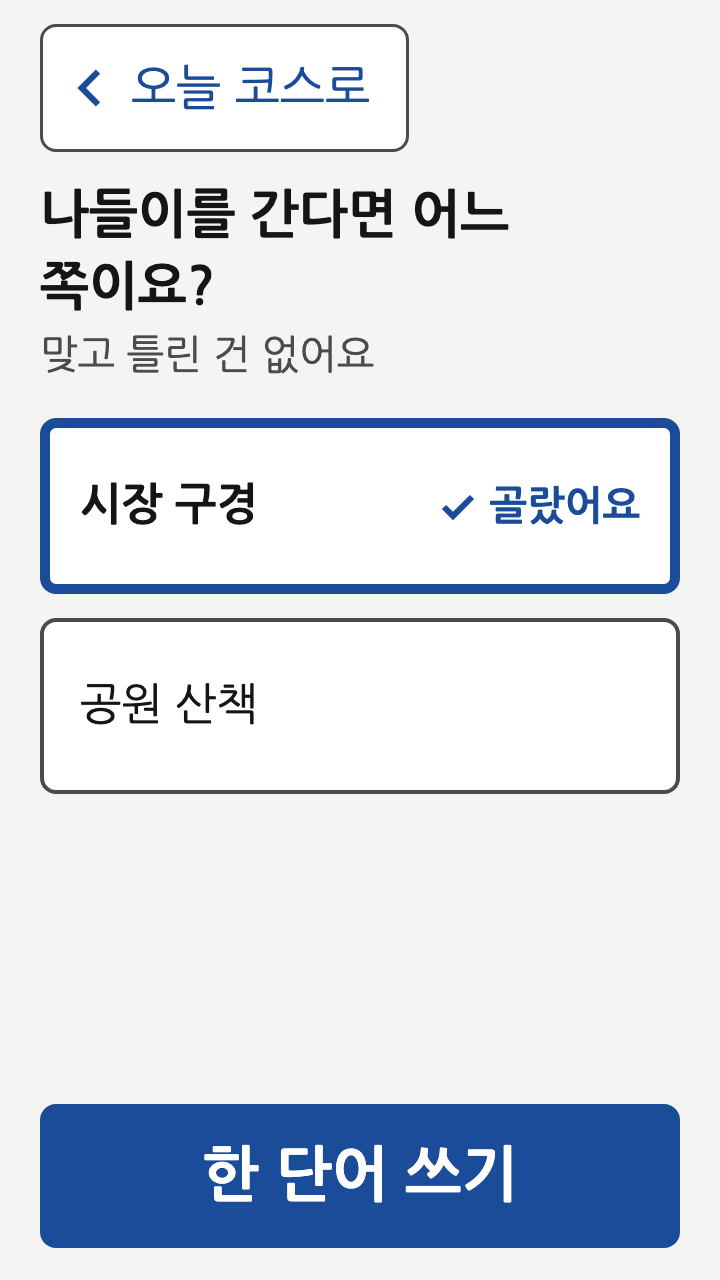 오늘 코스로
나들이를 간다면 어느
쪽이요?
맞고 틀린 건 없어요
시장 구경
골랐어요
공원 산책
한 단어 쓰기